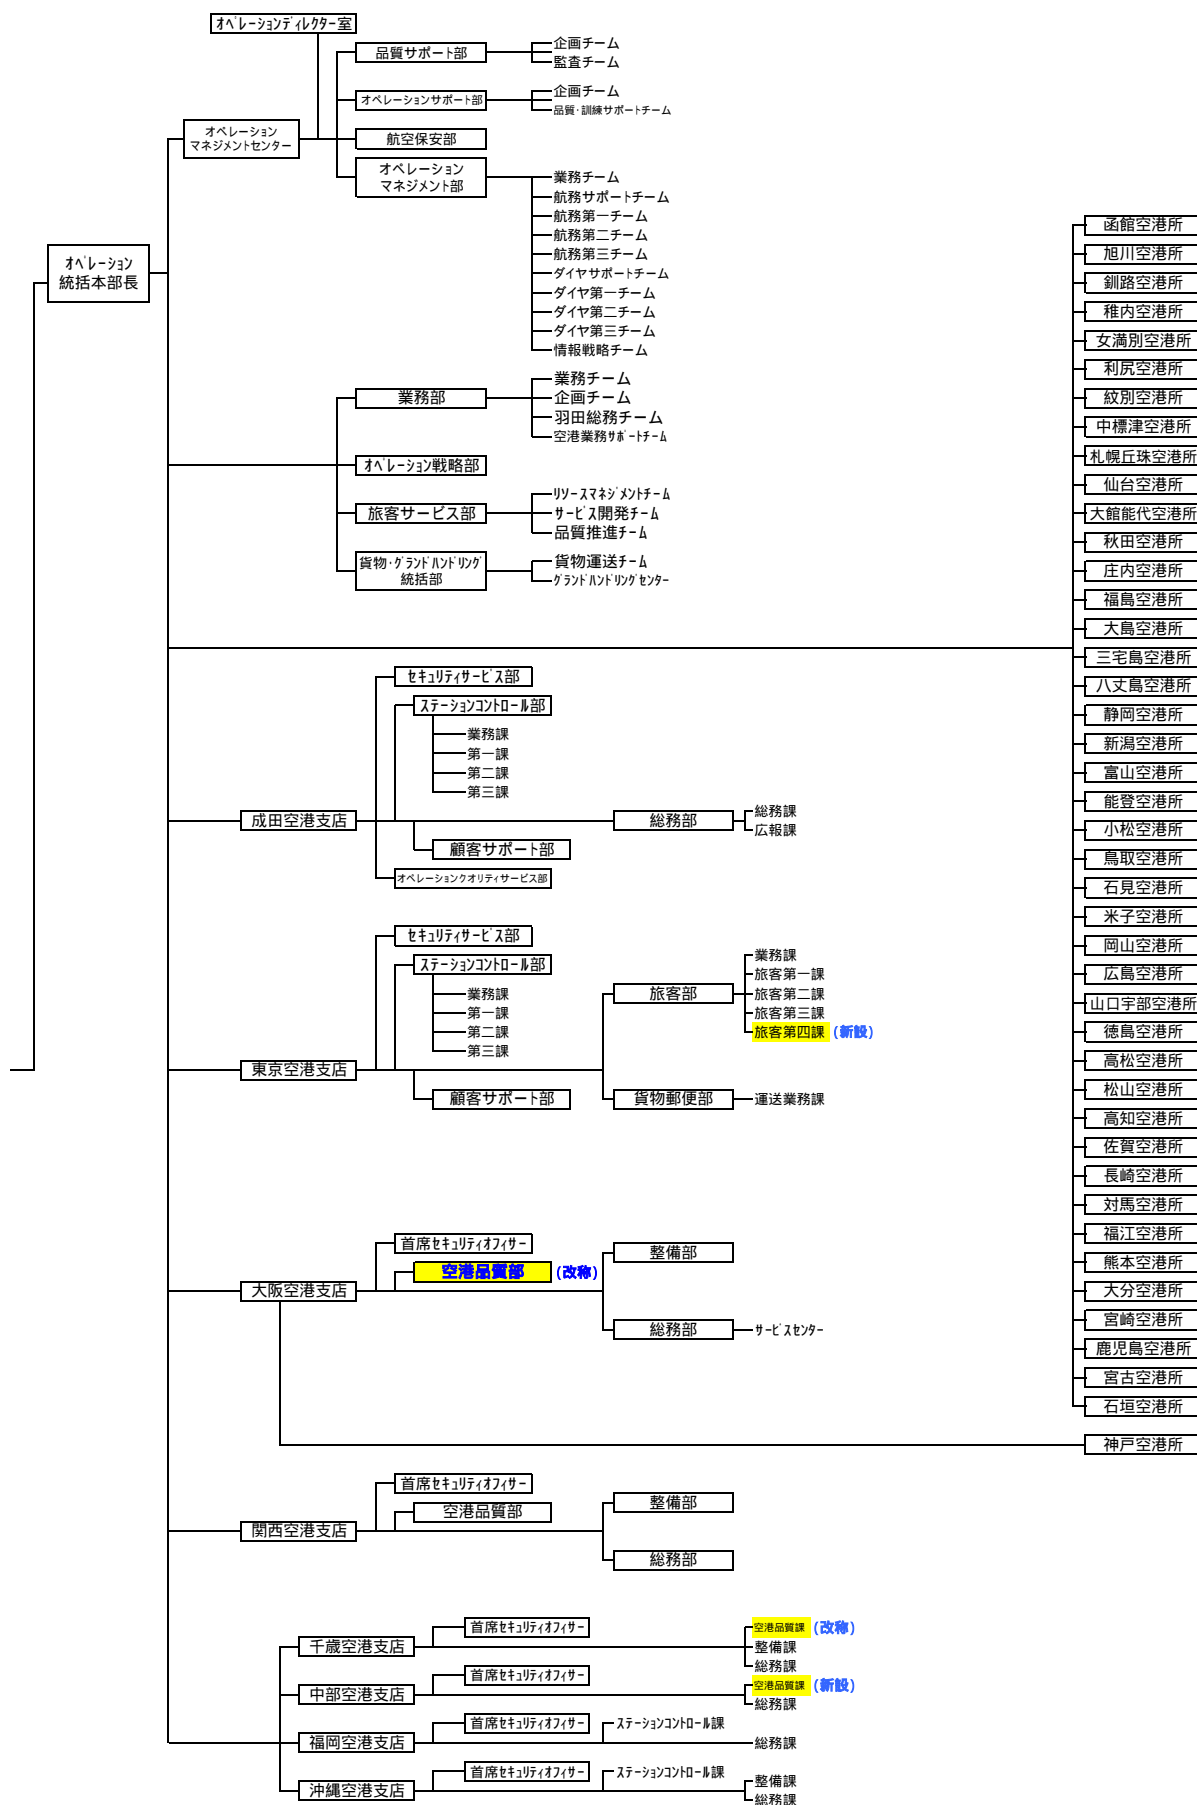 オペレーションディレクター室
品質サポート部
企画チーム
監査チーム
オペレーションサポート部
企画チーム
品質・訓練サポートチーム
オペレーション
マネジメントセンター
航空保安部
オペレーション
マネジメント部
業務チーム
航務サポートチーム
航務第一チーム
航務第二チーム
航務第三チーム
ダイヤサポートチーム
ダイヤ第一チーム
ダイヤ第二チーム
ダイヤ第三チーム
情報戦略チーム
オペレーション
統括本部長
業務部
業務チーム
企画チーム
羽田総務チーム
空港業務サポートチーム
オペレーション戦略部
旅客サービス部
リソースマネジメントチーム
サービス開発チーム
品質推進チーム
貨物・グランドハンドリング
統括部
貨物運送チーム
グランドハンドリングセンター
セキュリティサービス部
ステーションコントロール部
業務課
第一課
第二課
第三課
成田空港支店
総務部
総務課
広報課
顧客サポート部
オペレーションクオリティサービス部
セキュリティサービス部
ステーションコントロール部
業務課
第一課
第二課
第三課
旅客部
業務課
旅客第一課
旅客第二課
旅客第三課
旅客第四課 (新設)
東京空港支店
顧客サポート部
貨物郵便部
運送業務課
首席セキュリティオフィサー
空港品質部 (改称)
整備部
大阪空港支店
総務部
サービスセンター
首席セキュリティオフィサー
空港品質部
整備部
関西空港支店
総務部
首席セキュリティオフィサー
千歳空港支店
空港品質課 (改称)
整備課
総務課
首席セキュリティオフィサー
中部空港支店
空港品質課 (新設)
総務課
首席セキュリティオフィサー
ステーションコントロール課
福岡空港支店
総務課
首席セキュリティオフィサー
ステーションコントロール課
沖縄空港支店
整備課
総務課
函館空港所
旭川空港所
釧路空港所
稚内空港所
女満別空港所
利尻空港所
紋別空港所
中標津空港所
札幌丘珠空港所
仙台空港所
大館能代空港所
秋田空港所
庄内空港所
福島空港所
大島空港所
三宅島空港所
八丈島空港所
静岡空港所
新潟空港所
富山空港所
能登空港所
小松空港所
鳥取空港所
石見空港所
米子空港所
岡山空港所
広島空港所
山口宇部空港所
徳島空港所
高松空港所
松山空港所
高知空港所
佐賀空港所
長崎空港所
対馬空港所
福江空港所
熊本空港所
大分空港所
宮崎空港所
鹿児島空港所
宮古空港所
石垣空港所
神戸空港所